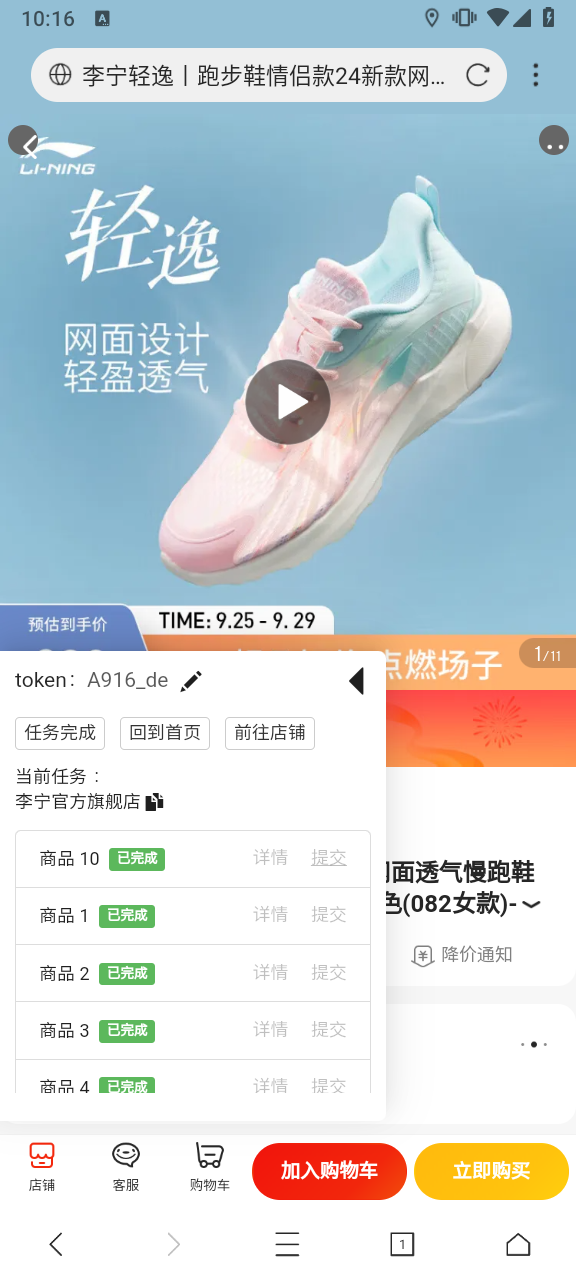 10:16
A
李宁轻逸丨跑步鞋情侣款24新款网…
LI-NING
轻逸
网面设计
轻盈透气
预估到手价
TIME: 9.25 - 9. 29
点燃场子
1/11
token： A916_de
任务完成 回到首页 前往店铺
当前任务：
李宁官方旗舰店
商品 10 已完成 详情 提交
商品 1 已完成 详情 提交
商品 2 已完成 详情 提交
商品 3 已完成 详情 提交
商品 4 已完成 详情 提交
面透气慢跑鞋
色(082女款)-
降价通知
店铺 客服 购物车 加入购物车 立即购买
1